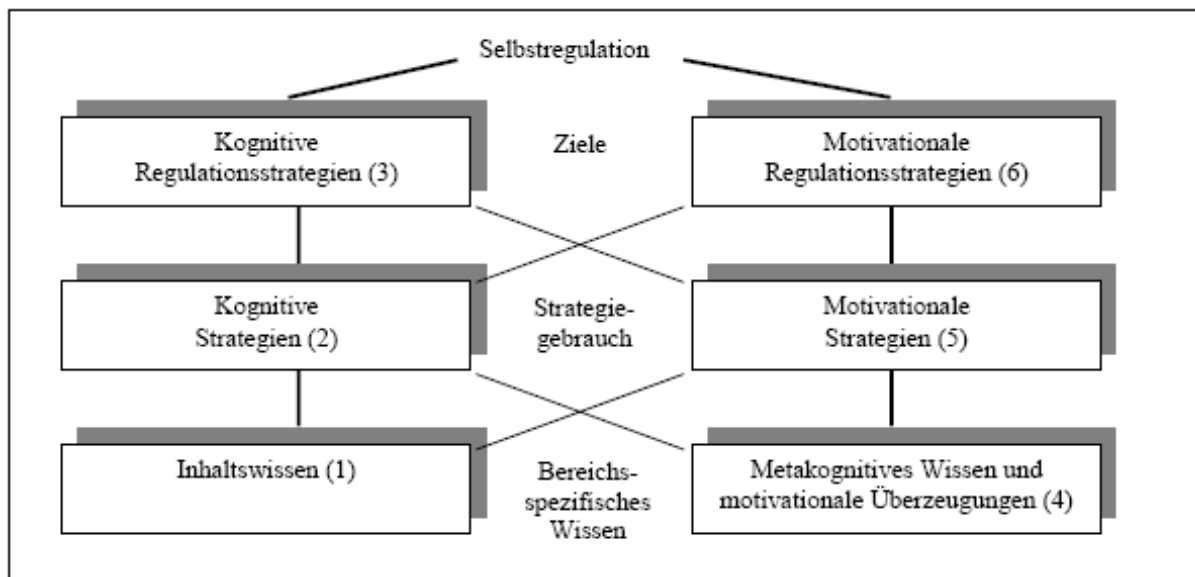 Selbstregulation
Kognitive
Regulationsstrategien (3)
Ziele
Motivationale
Regulationsstrategien (6)
Kognitive
Strategien (2)
Strategie-
gebrauch
Motivationale
Strategien (5)
Inhaltswissen (1)
Bereichs-
spezifisches
Wissen
Metakognitives Wissen und
motivationale Überzeugungen (4)